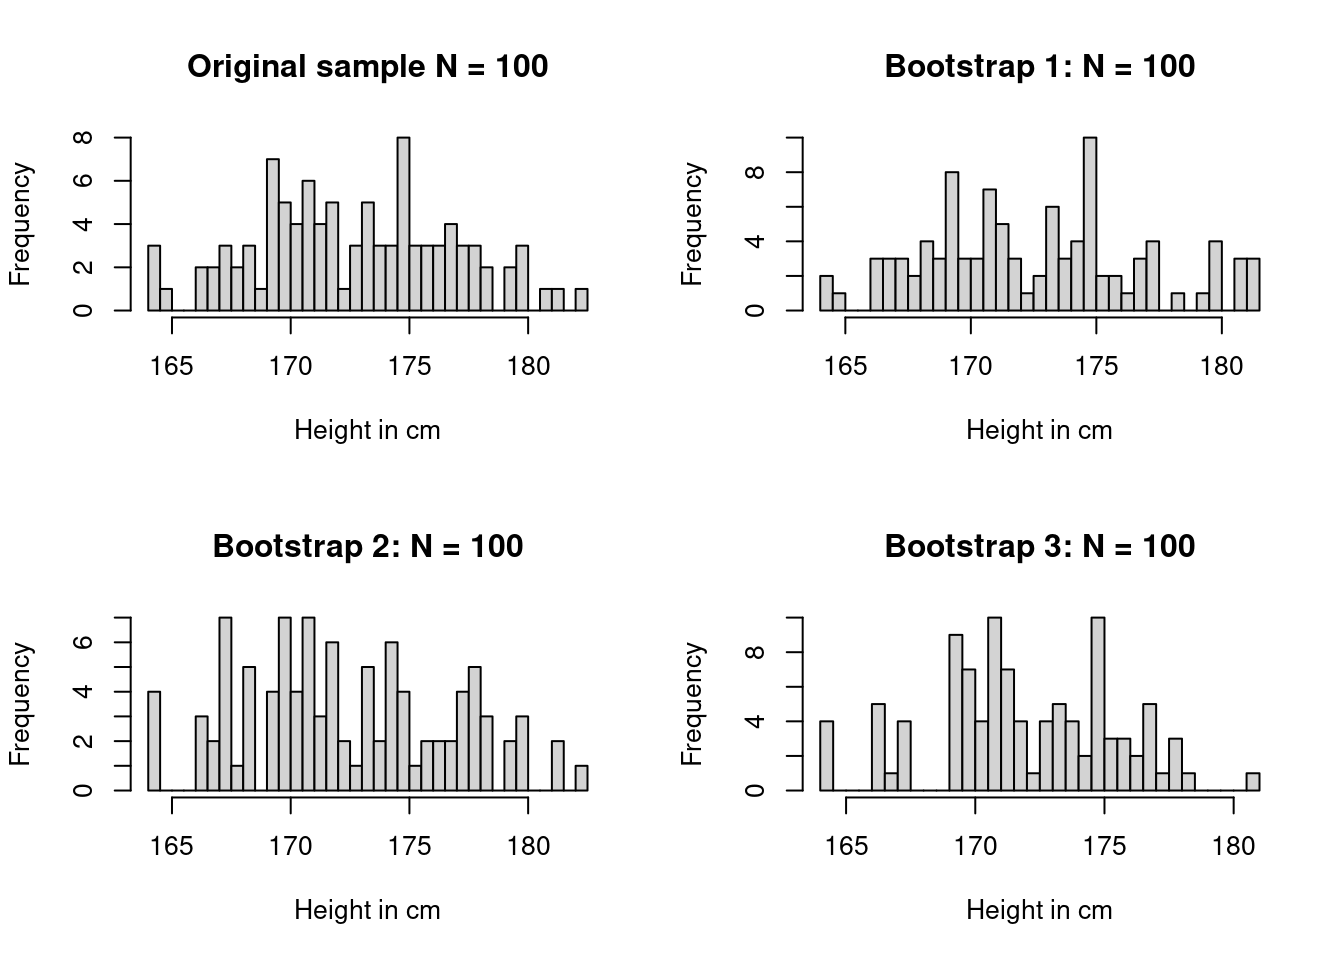 Original sample N = 100
Frequency
8
6
4
2
0
165 170 175 180
Height in cm
Bootstrap 1: N = 100
Frequency
8
4
0
165 170 175 180
Height in cm
Bootstrap 2: N = 100
Frequency
6
4
2
0
165 170 175 180
Height in cm
Bootstrap 3: N = 100
Frequency
8
4
0
165 170 175 180
Height in cm